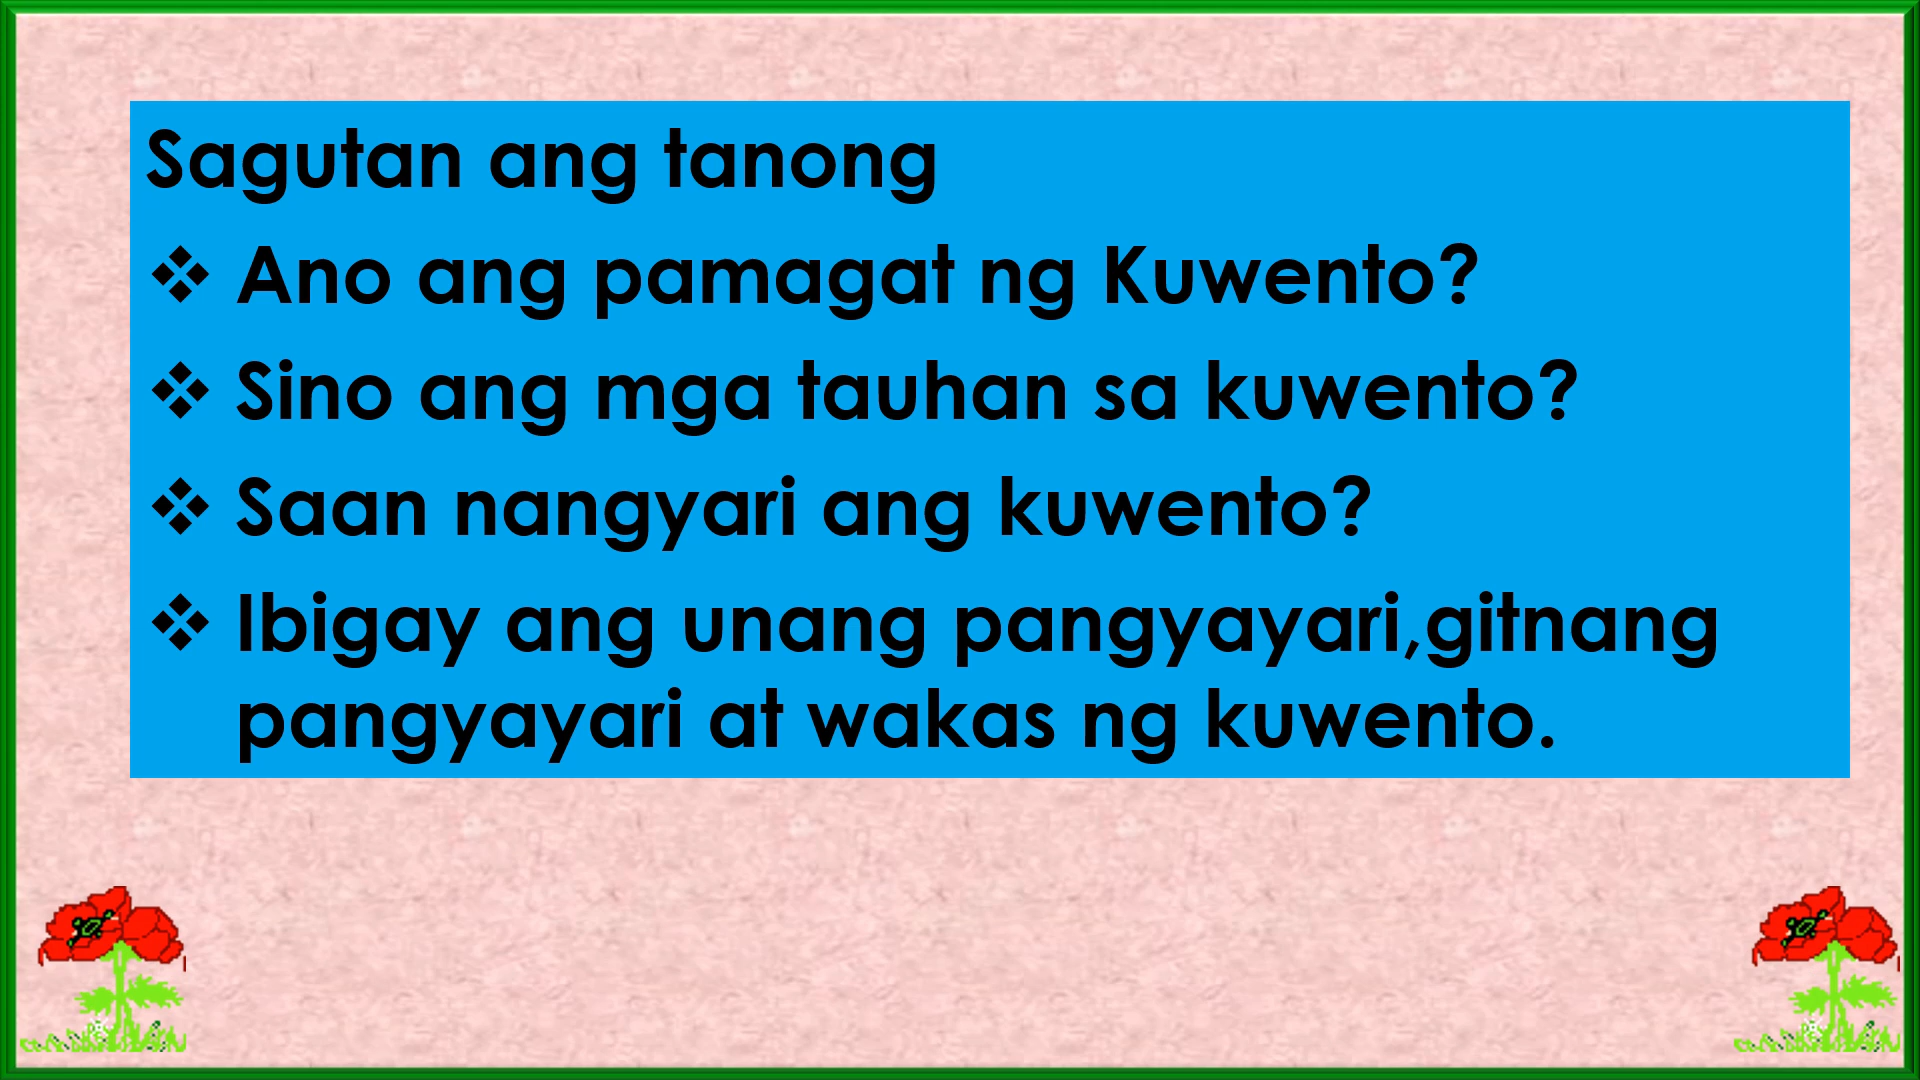 Sagutan ang tanong
❖ Ano ang pamagat ng Kuwento?
❖ Sino ang mga tauhan sa kuwento?
❖ Saan nangyari ang kuwento?
❖ Ibigay ang unang pangyayari,gitnang
pangyayari at wakas ng kuwento.